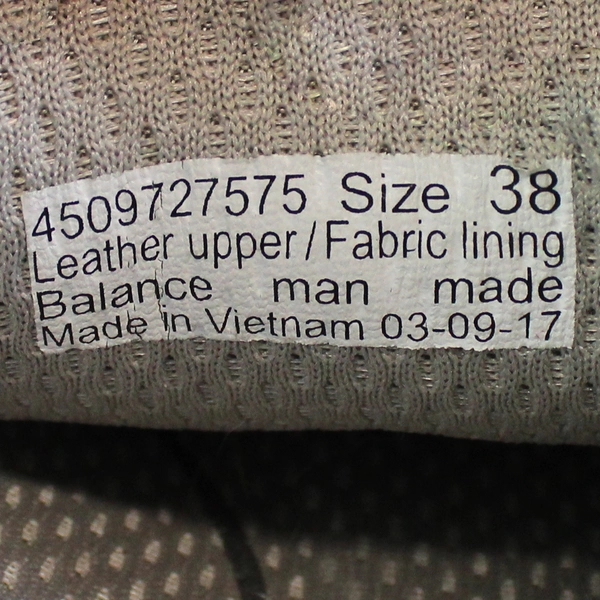 4509727575 Size 38
Leather upper/Fabric lining
Balance man made
Made in Vietnam 03-09-17